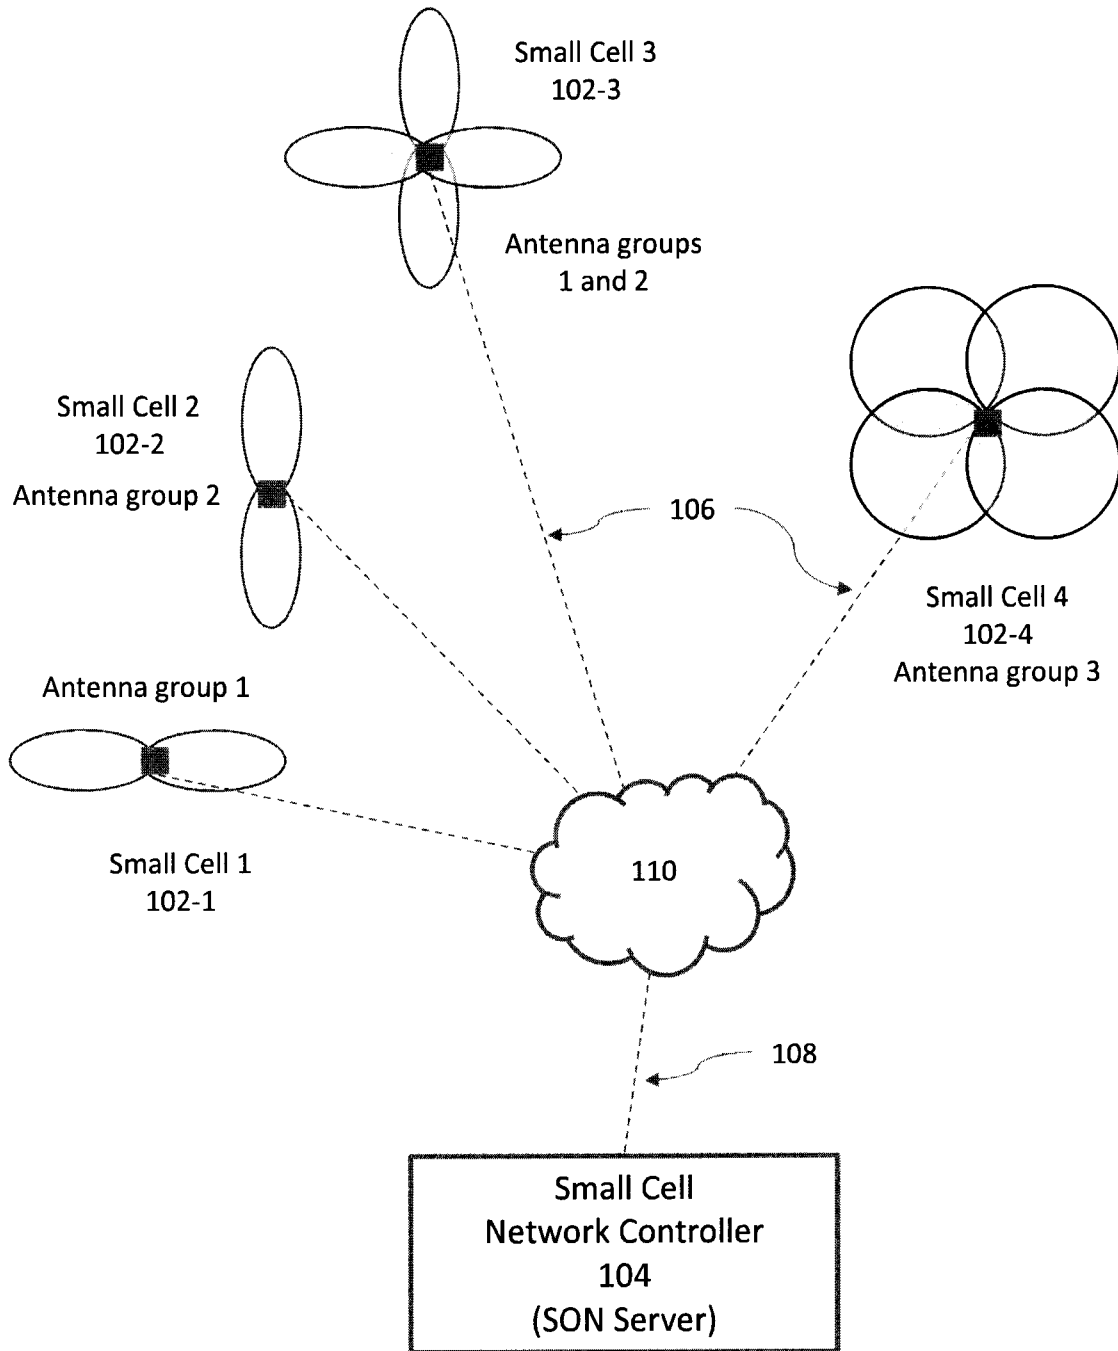 Small Cell 3
102-3
Antenna groups
1 and 2
Small Cell 2
102-2
Antenna group 2
106
Small Cell 4
102-4
Antenna group 3
Antenna group 1
Small Cell 1
102-1
110
108
Small Cell
Network Controller
104
(SON Server)